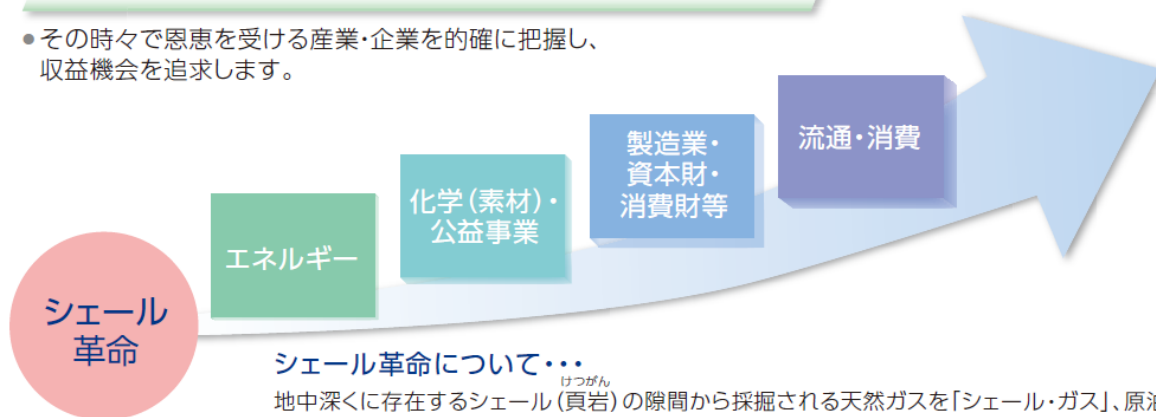 ●その時々で恩恵を受ける産業・企業を的確に把握し、
収益機会を追求します。
流通・消費
製造業・
資本財・
消費財等
化学(素材)・
公益事業
エネルギー
シェール
革命
シェール革命について・・・
けつがん
地中深くに存在するシェール(頁岩)の隙間から採掘される天然ガスを「シェール・ガス」、原油